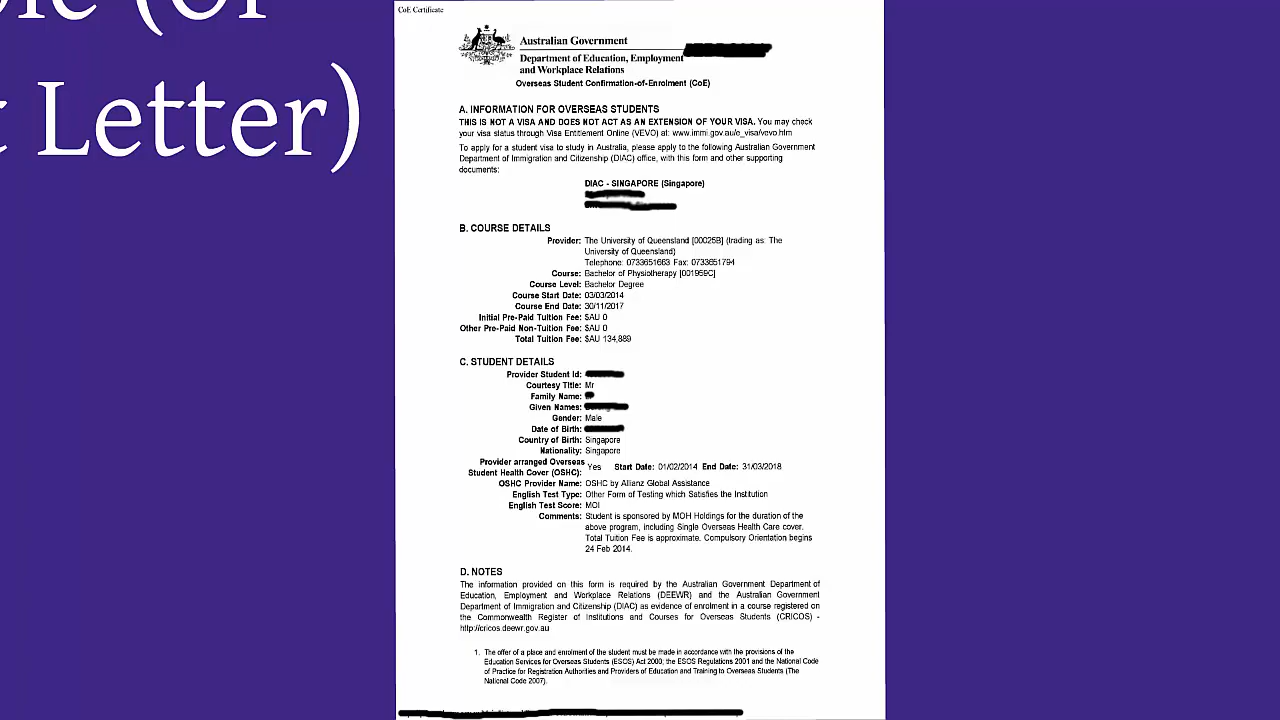 Letter)
CoE Certificate
Australian Government
Department of Education, Employment
and Workplace Relations
Overseas Student Confirmation-of-Enrolment (CoE)
A. INFORMATION FOR OVERSEAS STUDENTS
THIS IS NOT A VISA AND DOES NOT ACT AS AN EXTENSION OF YOUR VISA. You may check
your visa status through Visa Entitlement Online (VEVO) at: www.immi.gov.au/e_visa/vevo.htm
To apply for a student visa to study in Australia, please apply to the following Australian Government
Department of Immigration and Citizenship (DIAC) office, with this form and other supporting
documents:
DIAC - SINGAPORE (Singapore)
B. COURSE DETAILS
Provider: The University of Queensland [00025B] (trading as: The
University of Queensland)
Telephone: 0733651663 Fax: 0733651794
Course: Bachelor of Physiotherapy [001959C]
Course Level: Bachelor Degree
Course Start Date: 03/03/2014
Course End Date: 30/11/2017
Initial Pre-Paid Tuition Fee: $AU 0
Other Pre-Paid Non-Tuition Fee: $AU 0
Total Tuition Fee: $AU 134,889
C. STUDENT DETAILS
Provider Student Id:
Courtesy Title: Mr
Family Name:
Given Names:
Gender: Male
Date of Birth:
Country of Birth: Singapore
Nationality: Singapore
Provider arranged Overseas
Student Health Cover (OSHC): Yes Start Date: 01/02/2014 End Date: 31/03/2018
OSHC Provider Name: OSHC by Allianz Global Assistance
English Test Type: Other Form of Testing which Satisfies the Institution
English Test Score: MOI
Comments: Student is sponsored by MOH Holdings for the duration of the
above program, including Single Overseas Health Care cover.
Total Tuition Fee is approximate. Compulsory Orientation begins
24 Feb 2014.
D. NOTES
The information provided on this form is required by the Australian Government Department of
Education, Employment and Workplace Relations (DEEWR) and the Australian Government
Department of Immigration and Citizenship (DIAC) as evidence of enrolment in a course registered on
the Commonwealth Register of Institutions and Courses for Overseas Students (CRICOS) -
http://cricos.deewr.gov.au
1. The offer of a place and enrolment of the student must be made in accordance with the provisions of the
Education Services for Overseas Students (ESOS) Act 2000; the ESOS Regulations 2001 and the National Code
of Practice for Registration Authorities and Providers of Education and Training to Overseas Students (The
National Code 2007).